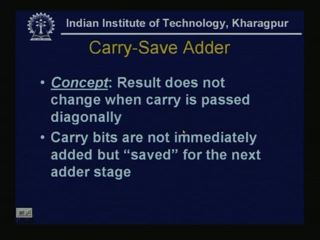 Indian Institute of Technology, Kharagpur
Carry-Save Adder
• Concept: Result does not
change when carry is passed
diagonally
• Carry bits are not immediately
added but “saved” for the next
adder stage